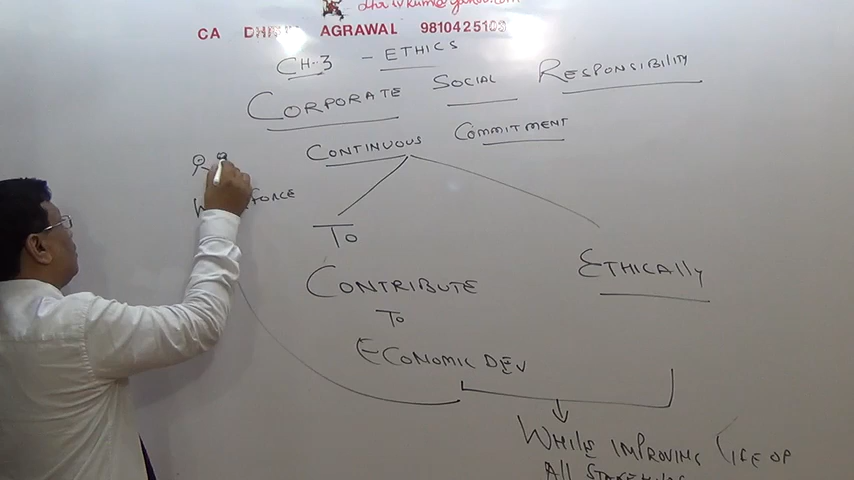 CA AGRAWAL 9810425103
CH.3 - ETHICS
CORPORATE SOCIAL RESPONSIBILITY
CONTINUOUS COMMITMENT
FORCE
TO
CONTRIBUTE
TO
ECONOMIC DEV
ETHICALLY
WHILE IMPROVING LIFE OF
ALL